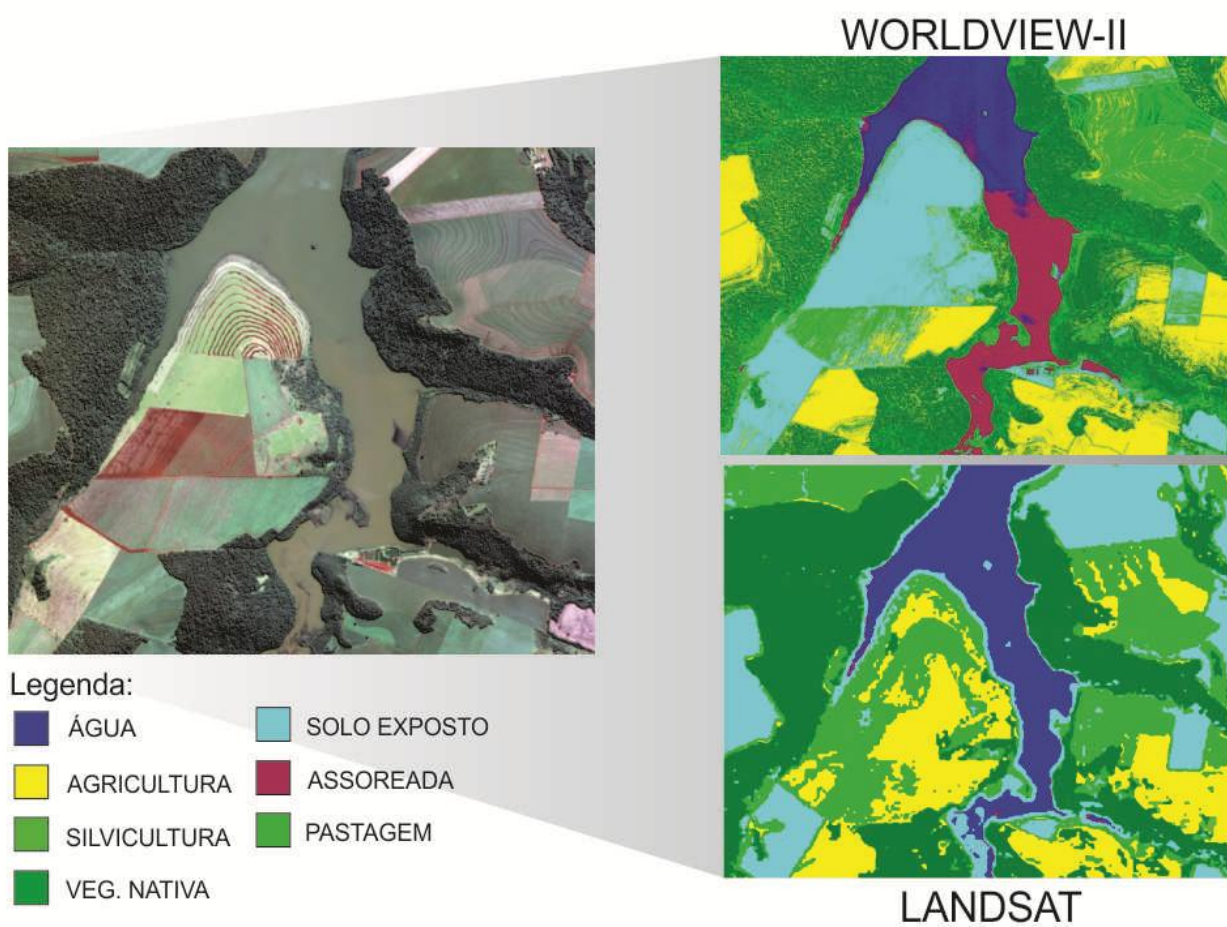 WORLDVIEW-II
Legenda:
ÁGUA
AGRICULTURA
SILVICULTURA
VEG. NATIVA
SOLO EXPOSTO
ASSOREADA
PASTAGEM
LANDSAT